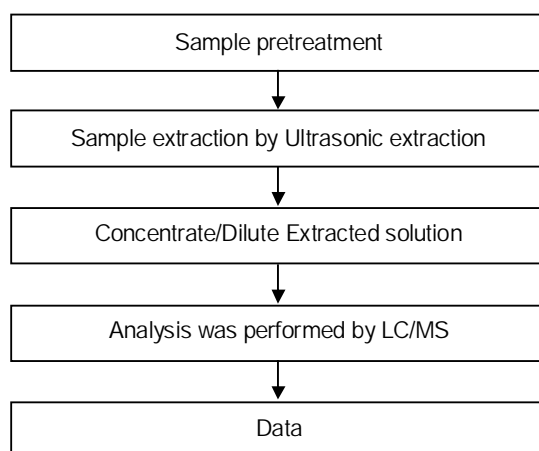 Sample pretreatment
Sample extraction by Ultrasonic extraction
Concentrate/Dilute Extracted solution
Analysis was performed by LC/MS
Data